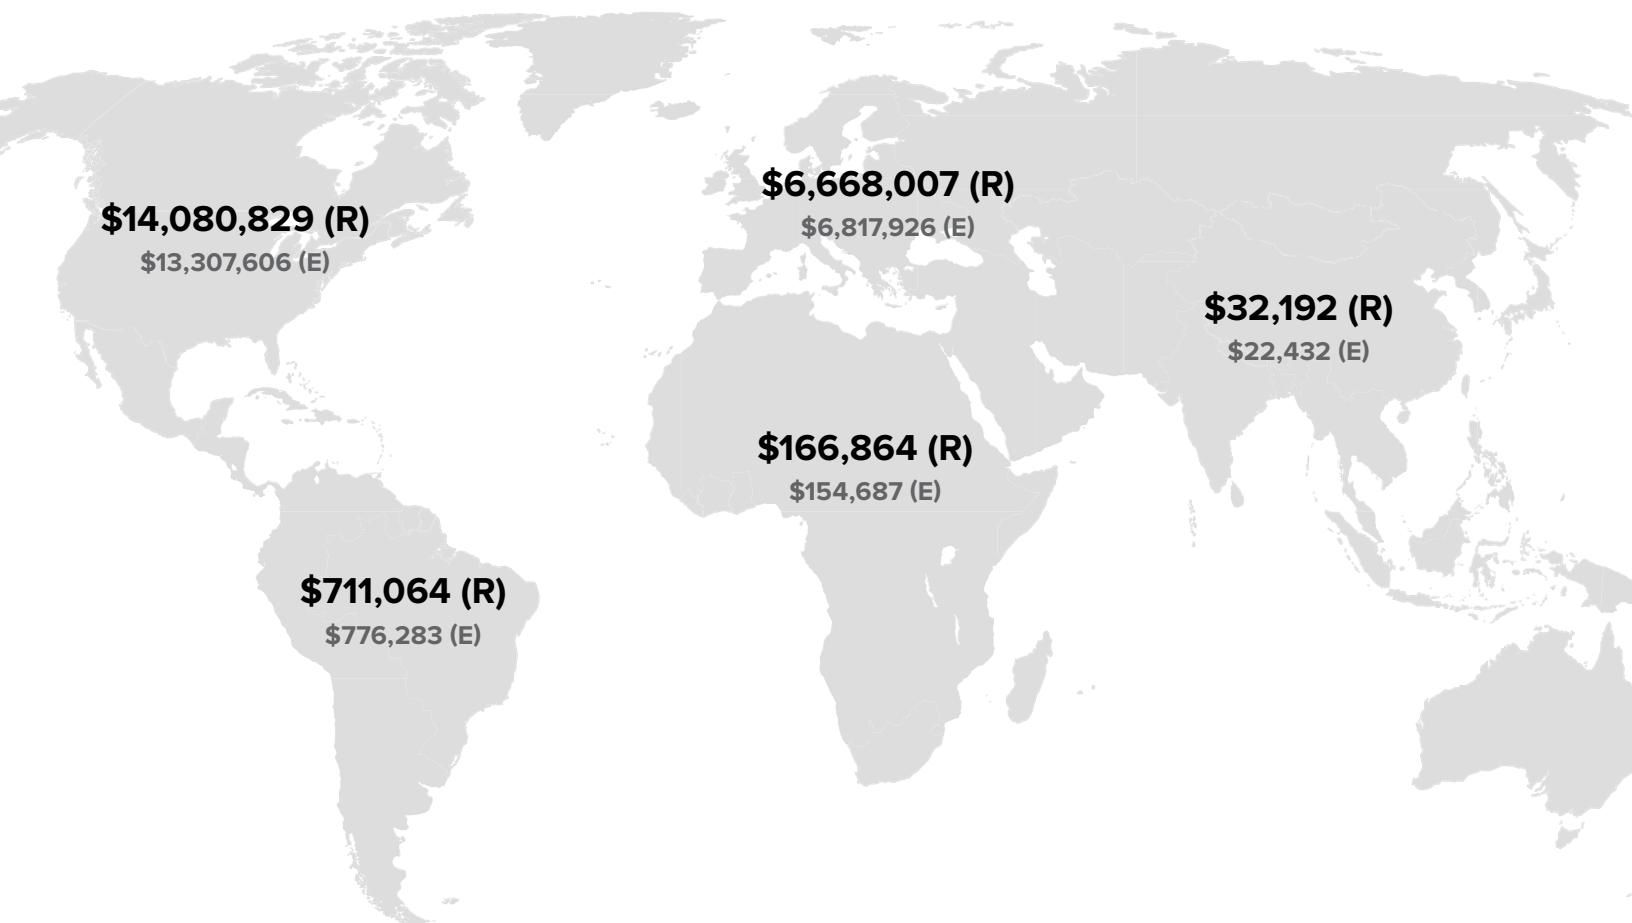 $14,080,829 (R)
$13,307,606 (E)
$6,668,007 (R)
$6,817,926 (E)
$32,192 (R)
$22,432 (E)
$166,864 (R)
$154,687 (E)
$711,064 (R)
$776,283 (E)